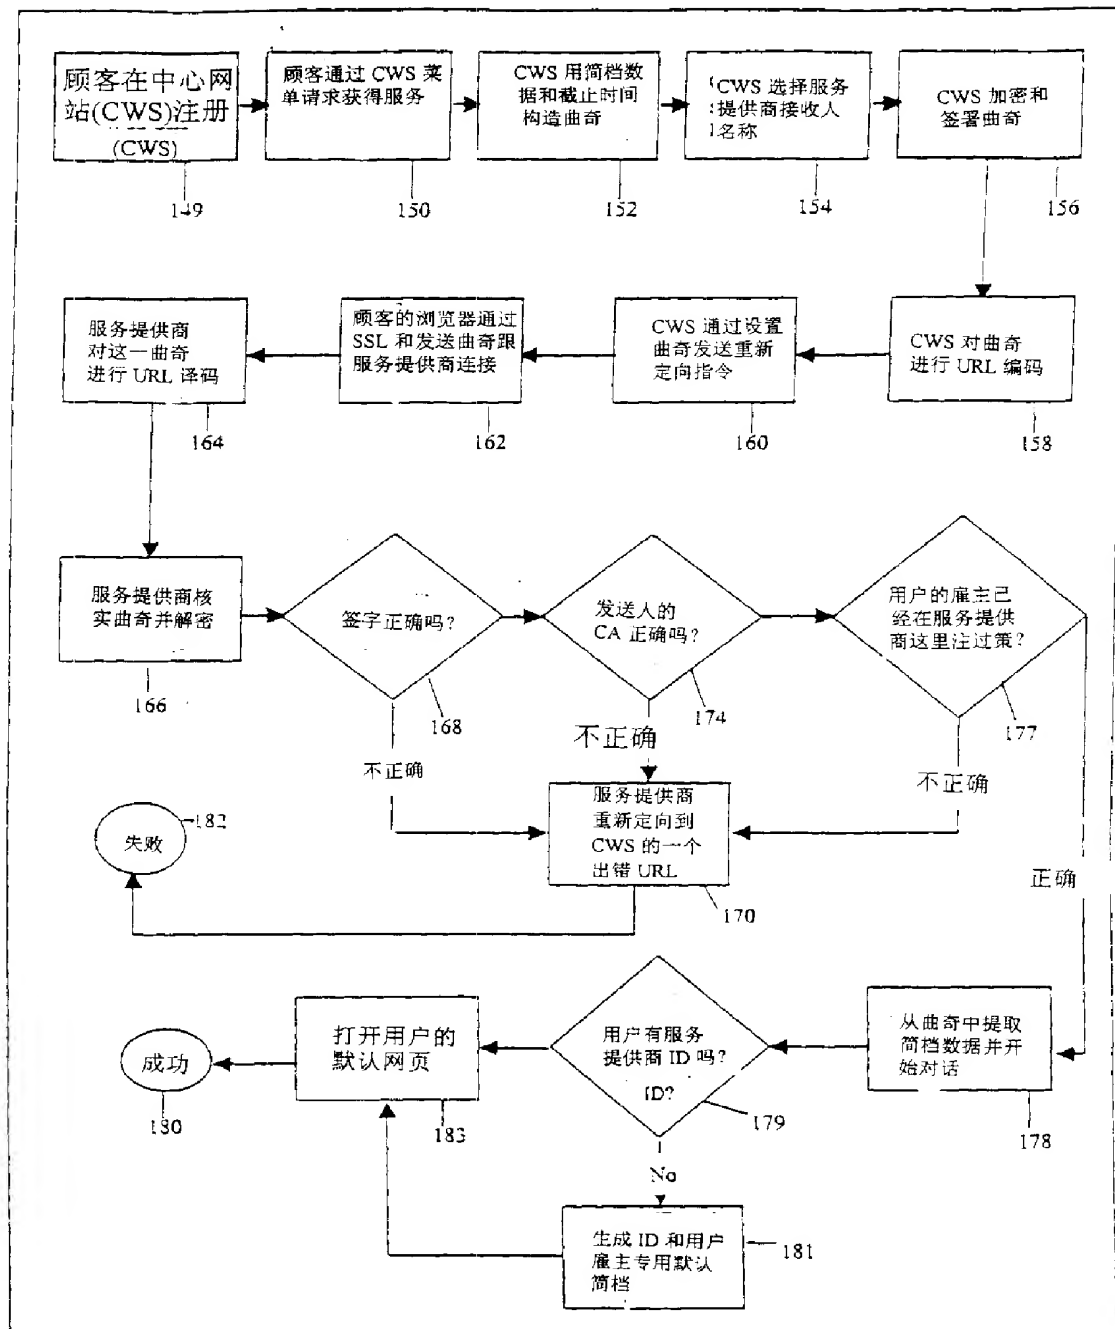 顾客在中心网
站(CWS)注册
(CWS)
顾客通过 CWS 菜
单请求获得服务
CWS 用简档数
据和截止时间
构造曲奇
CWS 选择服务
提供商接收人
名称
CWS 加密和
签署曲奇
149
150
152
154
156
服务提供商
对这一曲奇
进行 URL 译码
顾客的浏览器通过
SSL 和发送曲奇跟
服务提供商连接
CWS 通过设置
曲奇发送重新
定向指令
CWS 对曲奇
进行 URL 编码
164
162
160
158
服务提供商核
实曲奇并解密
签字正确吗?
发送人的
CA 正确吗?
用户的雇主已
经在服务提供
商这里注过策?
166
168
174
177
不正确
不正确
不正确
服务提供商
重新定向到
CWS 的一个
出错 URL
182
失败
正确
170
成功
打开用户的
默认网页
用户有服务
提供商 ID 吗?
ID?
从曲奇中提取
简档数据并开
始对话
180
183
179
178
No
生成 ID 和用户
雇主专用默认
简档
181